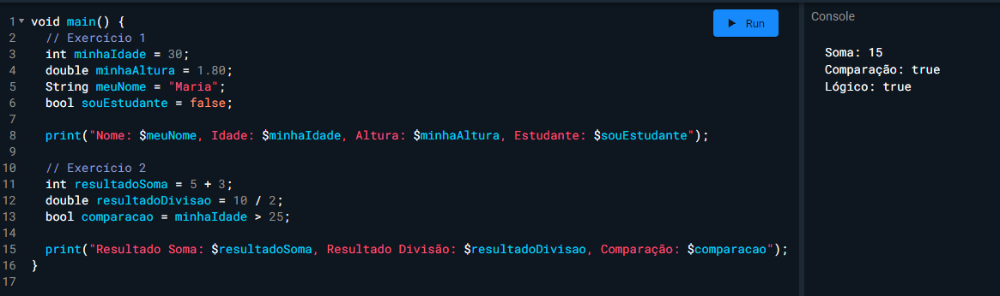 1 void main() {
2 // Exercício 1
3 int minhaIdade = 30;
4 double minhaAltura = 1.80;
5 String meuNome = "Maria";
6 bool souEstudante = false;
7
8 print("Nome: $meuNome, Idade: $minhaIdade, Altura: $minhaAltura, Estudante: $souEstudante");
9
10 // Exercício 2
11 int resultadoSoma = 5 + 3;
12 double resultadoDivisao = 10 / 2;
13 bool comparacao = minhaIdade > 25;
14
15 print("Resultado Soma: $resultadoSoma, Resultado Divisão: $resultadoDivisao, Comparação: $comparacao");
16 }
17
Run
Console
Soma: 15
Comparação: true
Lógico: true